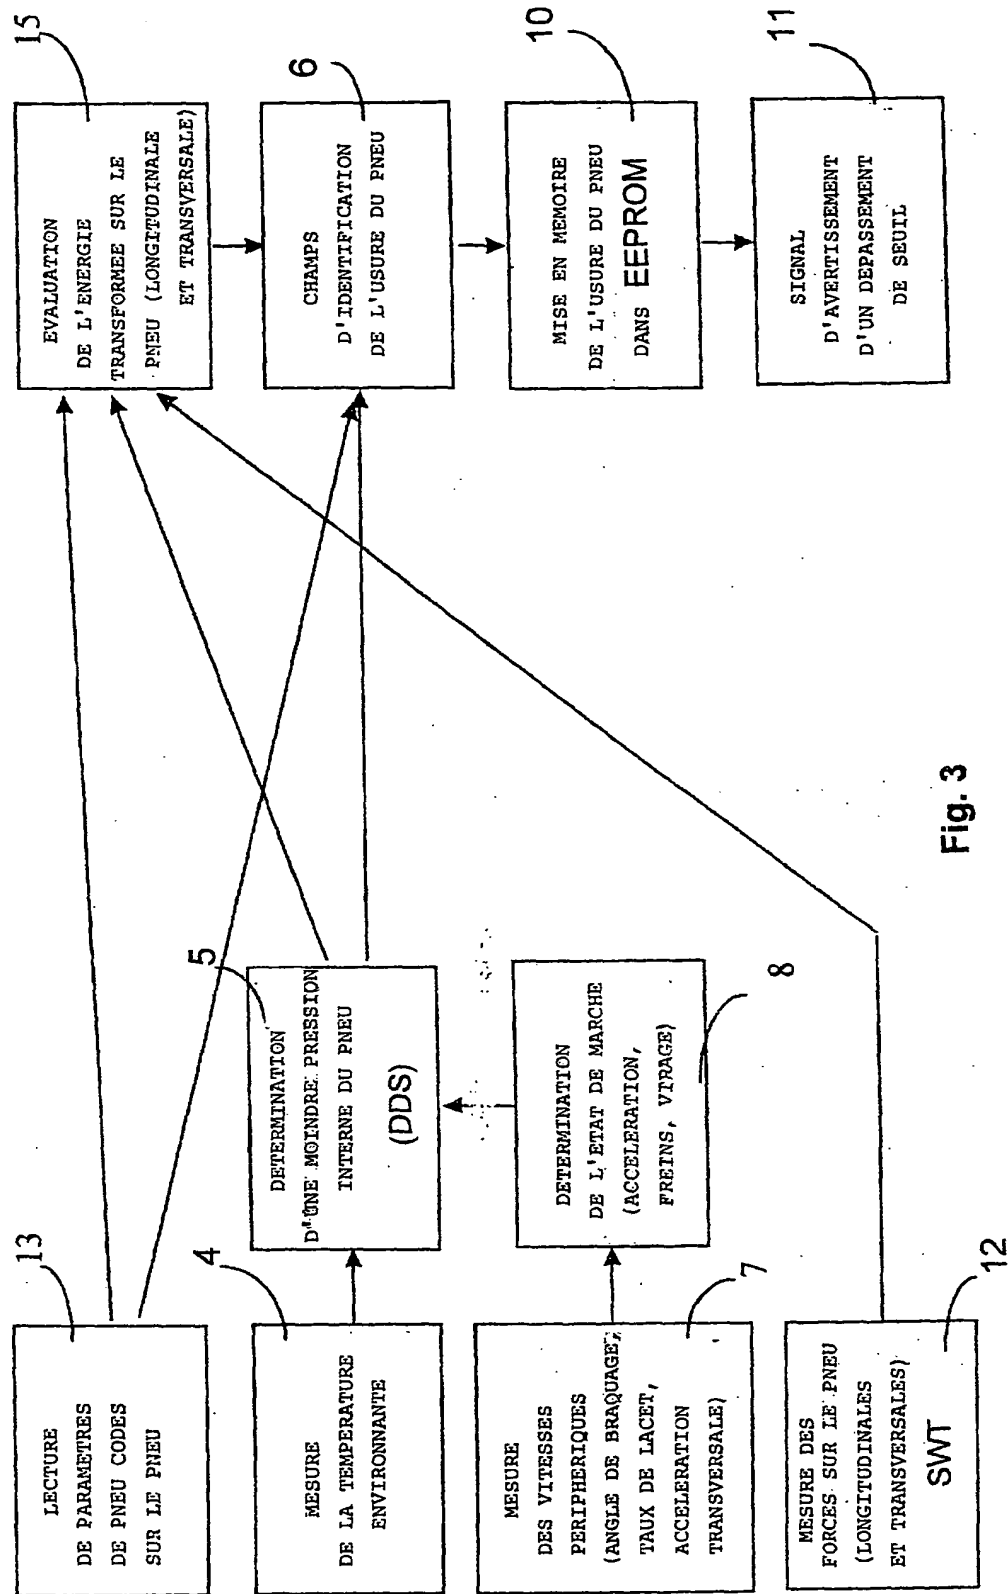 13
LECTURE
DE PARAMETRES
DE PNEU CODES
SUR LE PNEU
4
MESURE
DE LA TEMPERATURE
ENVIRONNANTE
7
MESURE
DES VITESSES
PERIPHERIQUES
(ANGLE DE BRAQUAGE,
TAUX DE LACET,
ACCELERATION
TRANSVERSALE)
12
MESURE DES
FORCES SUR LE PNEU
(LONGITUDINALES
ET TRANSVERSALES)
SWT
5
DETERMINATION
D'UNE MOINDRE PRESSION
INTERNE DU PNEU
(DDS)
8
DETERMINATION
DE L'ETAT DE MARCHE
(ACCELERATION,
FREINS, VTRAGE)
15
EVALUATON
DE L'ENERGIE
TRANSFORMEE SUR LE
PNEU (LONGITUDINALE
ET TRANSVERSALE)
6
CHAMPS
D'IDENTIFICATION
DE L'USURE DU PNEU
10
MISE EN MEMOIRE
DE L'USURE DU PNEU
DANS EEPROM
11
SIGNAL
D'AVERTISSEMENT
D'UN DEPASSEMENT
DE SEUIL
Fig. 3